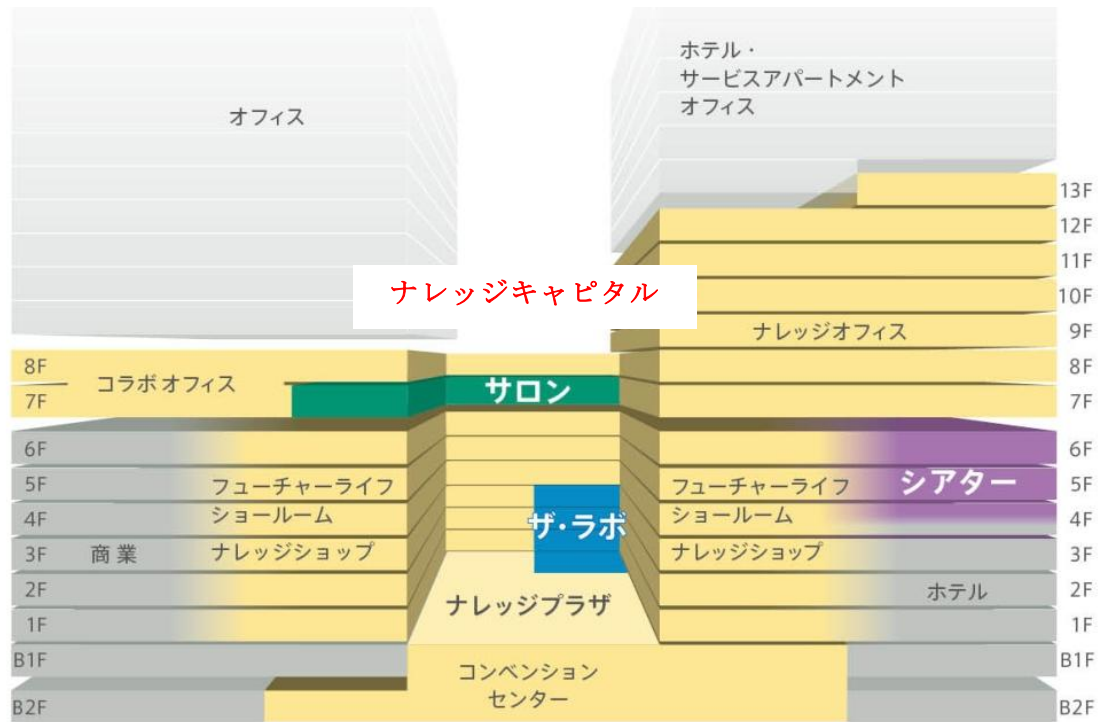 ホテル・
サービスアパートメント
オフィス
オフィス
13F
12F
11F
ナレッジキャピタル
10F
ナレッジオフィス
9F
8F
コラボオフィス
サロン
8F
7F
7F
6F
6F
5F
フューチャーライフ
ショールーム
フューチャーライフ
ショールーム
シアター
5F
4F
ザ・ラボ
4F
3F
商業
ナレッジショップ
ナレッジショップ
3F
2F
ナレッジプラザ
ホテル
2F
1F
1F
B1F
コンベンション
センター
B1F
B2F
B2F